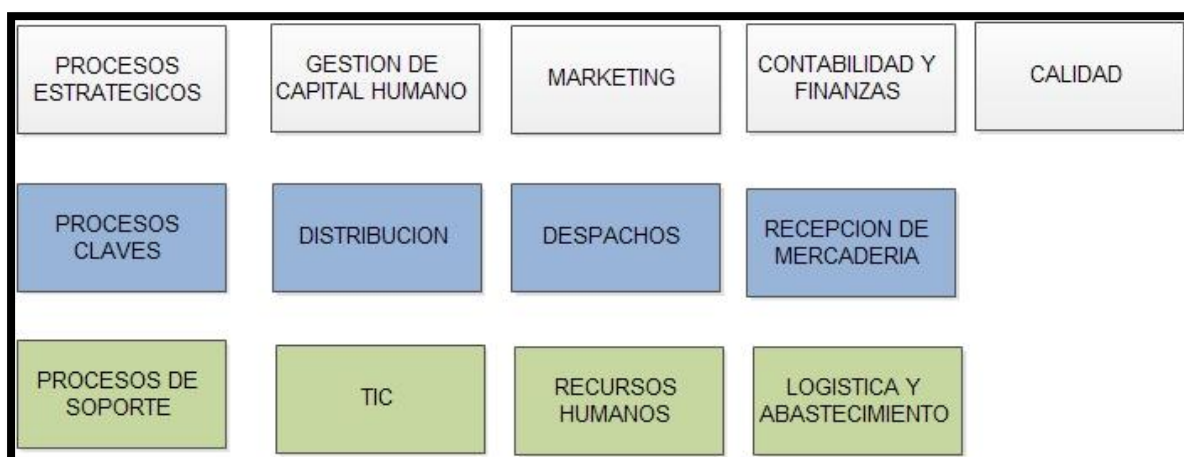 PROCESOS
ESTRATEGICOS
GESTION DE
CAPITAL HUMANO
MARKETING
CONTABILIDAD Y
FINANZAS
CALIDAD
PROCESOS
CLAVES
DISTRIBUCION
DESPACHOS
RECEPCION DE
MERCADERIA
PROCESOS DE
SOPORTE
TIC
RECURSOS
HUMANOS
LOGISTICA Y
ABASTECIMIENTO